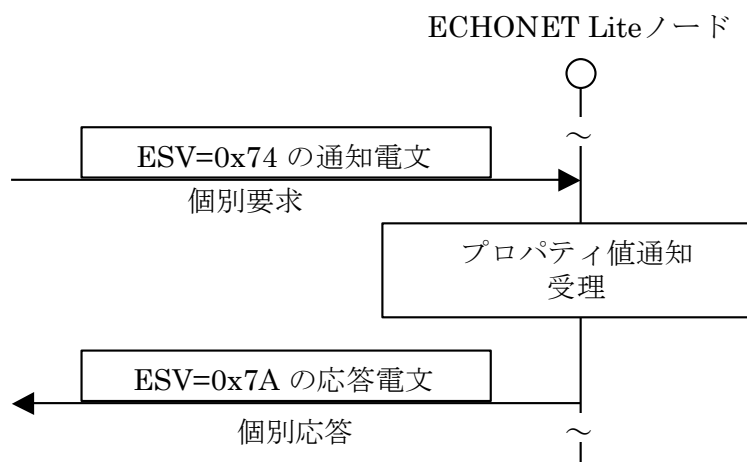 ECHONET Liteノード
～
ESV=0x74 の通知電文
個別要求
プロパティ値通知
受理
ESV=0x7A の応答電文
個別応答
～